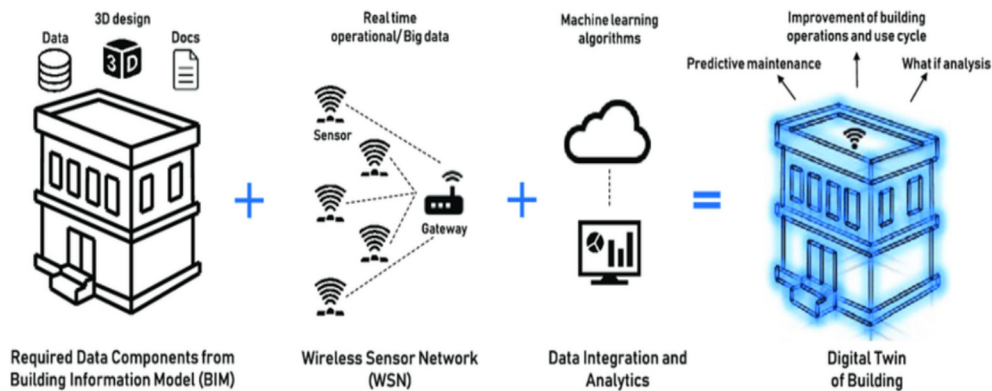 3D design
Data
Docs
3D
Real time
operational/ Big data
Sensor
Gateway
Machine learning
algorithms
Improvement of building
operations and use cycle
Predictive maintenance
What if analysis
+
+
=
Required Data Components from
Building Information Model (BIM)
Wireless Sensor Network
(WSN)
Data Integration and
Analytics
Digital Twin
of Building